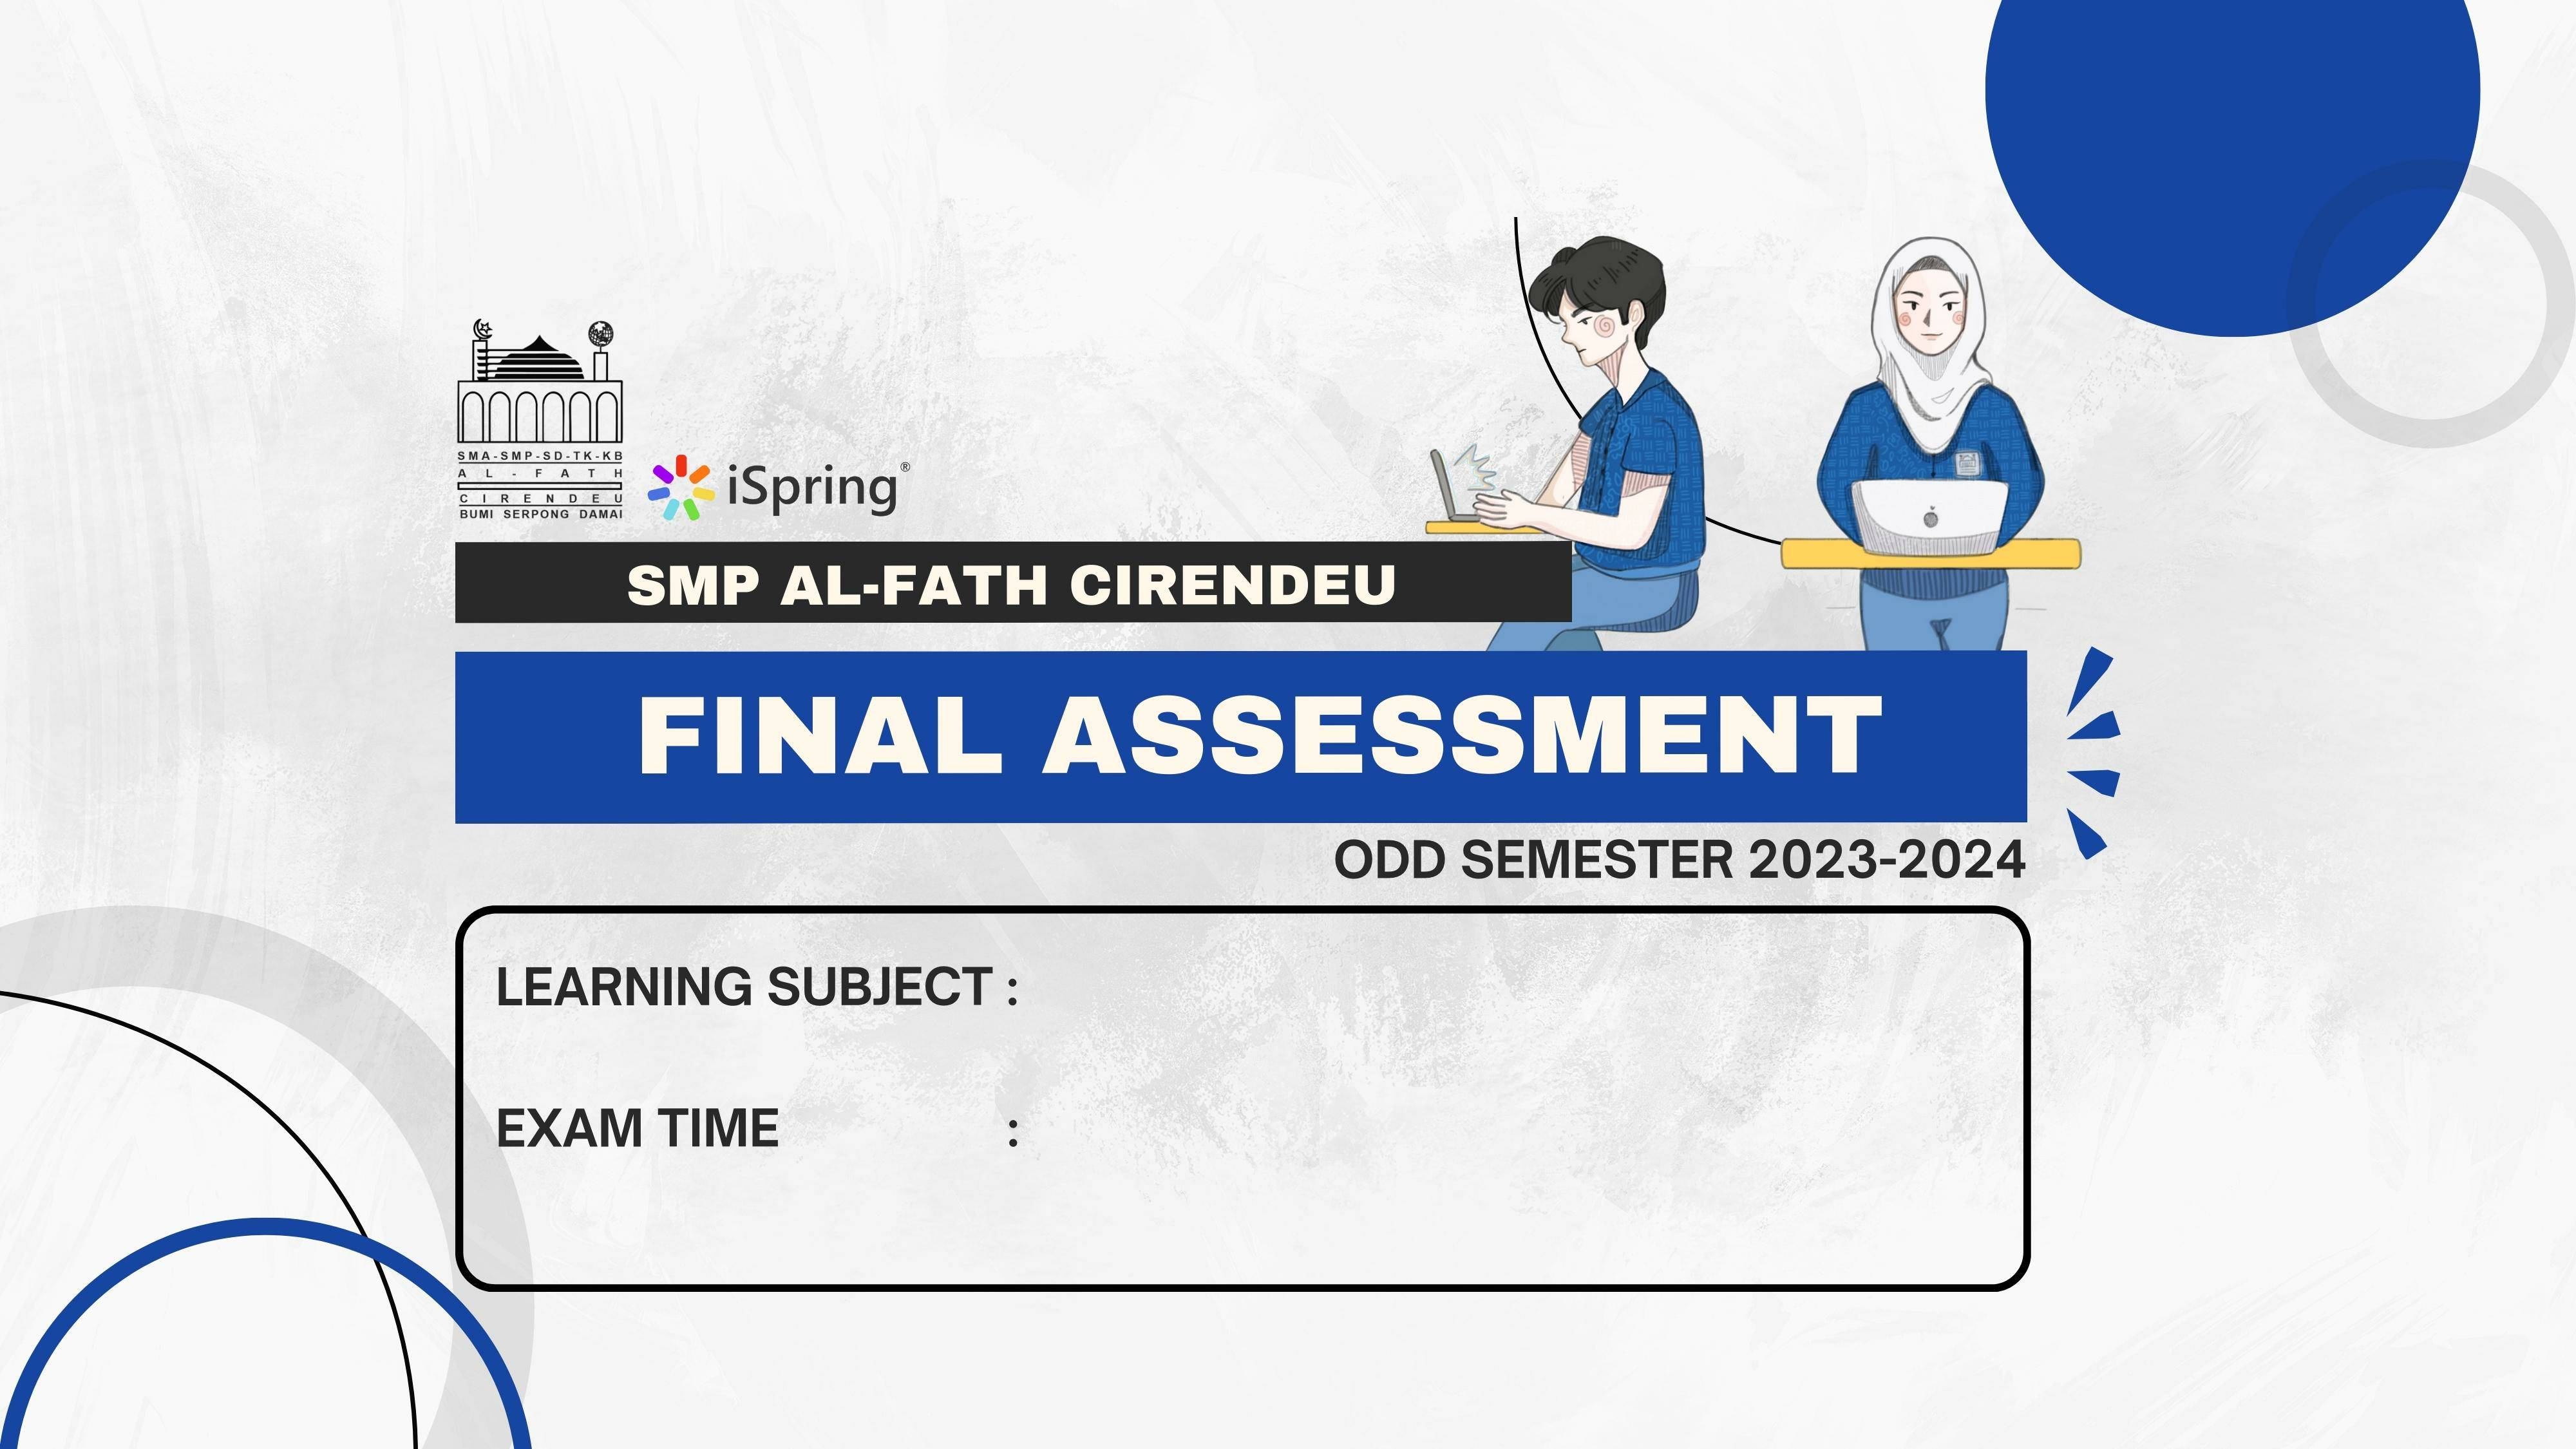 SMA-SMP-SD-TK-KB
AL-FATH
CIRENDEU
BUMI SERPONG DAMAI
iSpring®
SMP AL-FATH CIRENDEU
FINAL ASSESSMENT
ODD SEMESTER 2023-2024
LEARNING SUBJECT :
EXAM TIME :